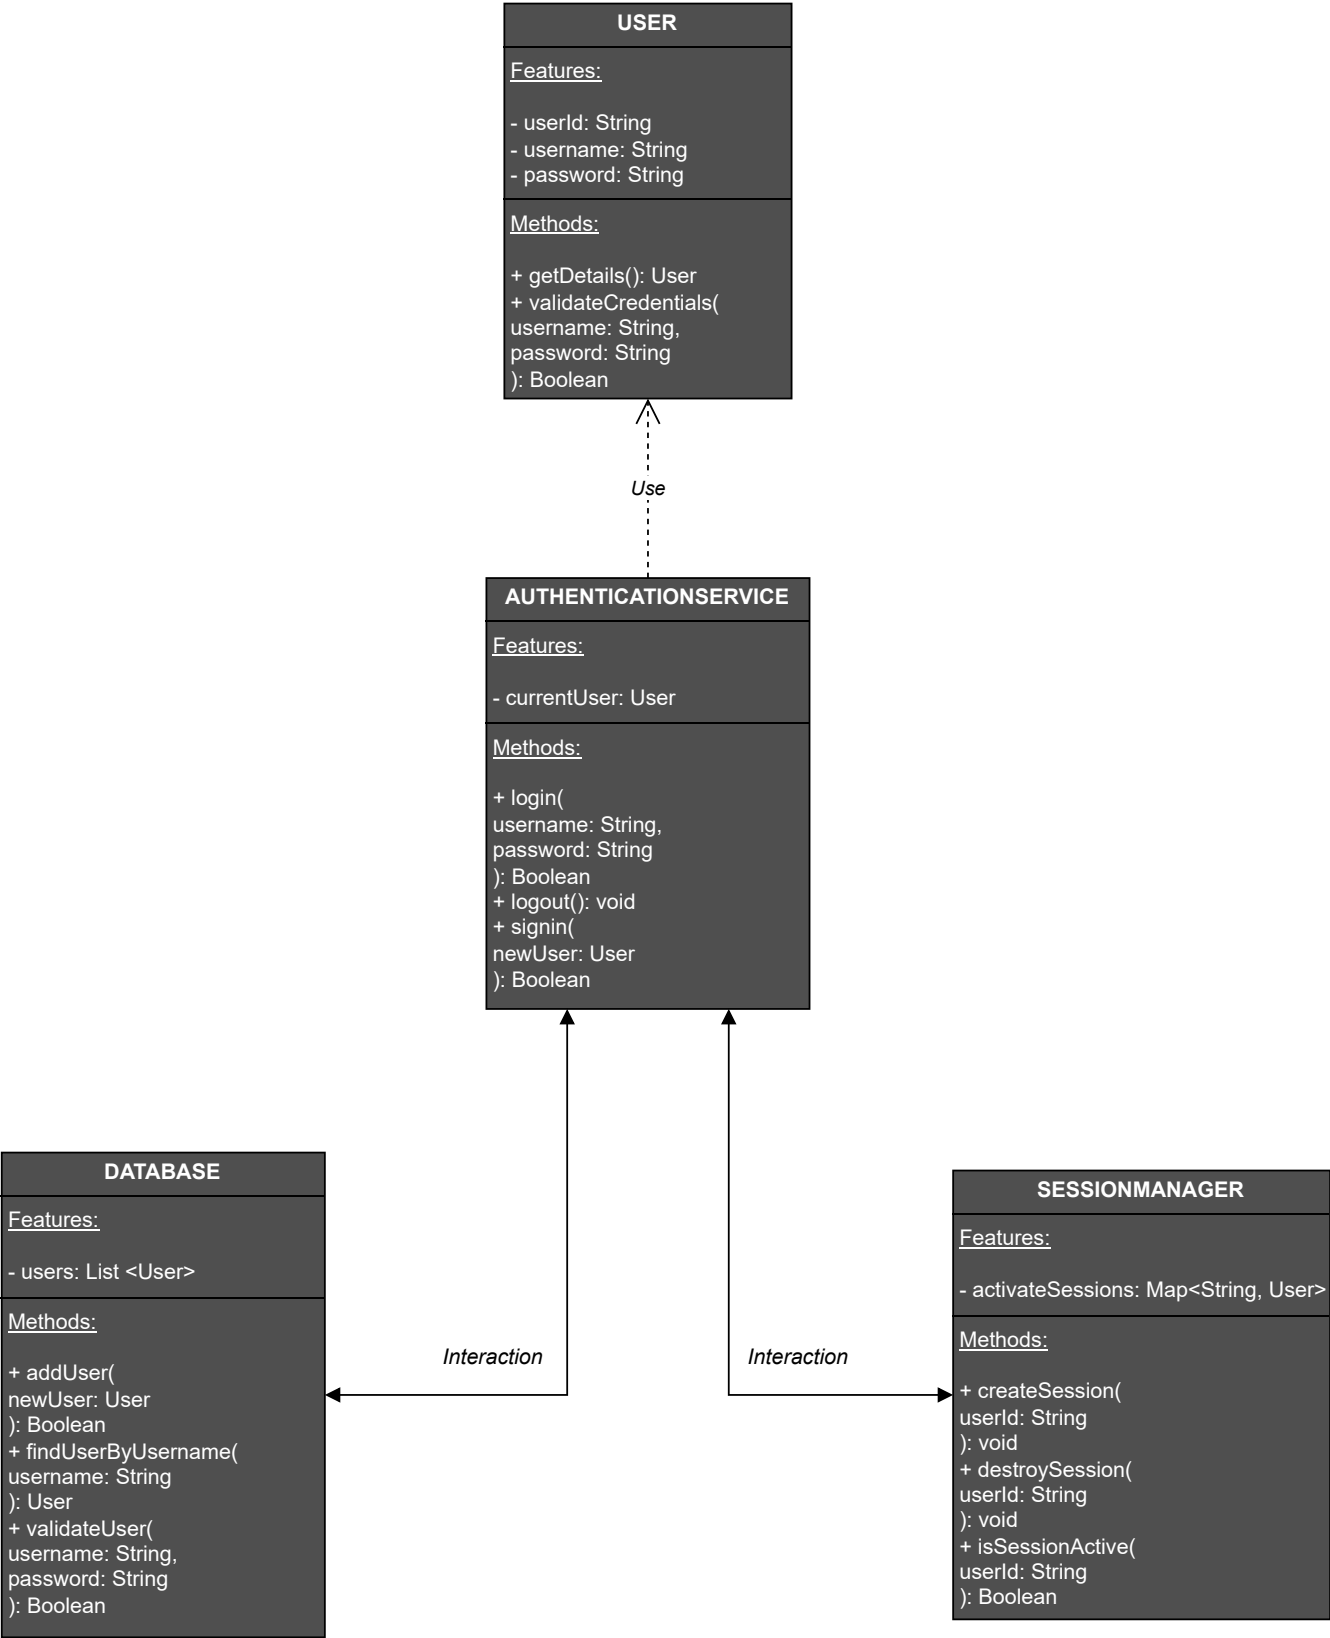 USER
Features:
- userId: String
- username: String
- password: String
Methods:
+ getDetails(): User
+ validateCredentials(
username: String,
password: String
): Boolean
Use
AUTHENTICATIONSERVICE
Features:
- currentUser: User
Methods:
+ login(
username: String,
password: String
): Boolean
+ logout(): void
+ signin(
newUser: User
): Boolean
DATABASE
Features:
- users: List <User>
Methods:
+ addUser(
newUser: User
): Boolean
+ findUserByUsername(
username: String
): User
+ validateUser(
username: String,
password: String
): Boolean
Interaction
Interaction
SESSIONMANAGER
Features:
- activateSessions: Map<String, User>
Methods:
+ createSession(
userId: String
): void
+ destroySession(
userId: String
): void
+ isSessionActive(
userId: String
): Boolean